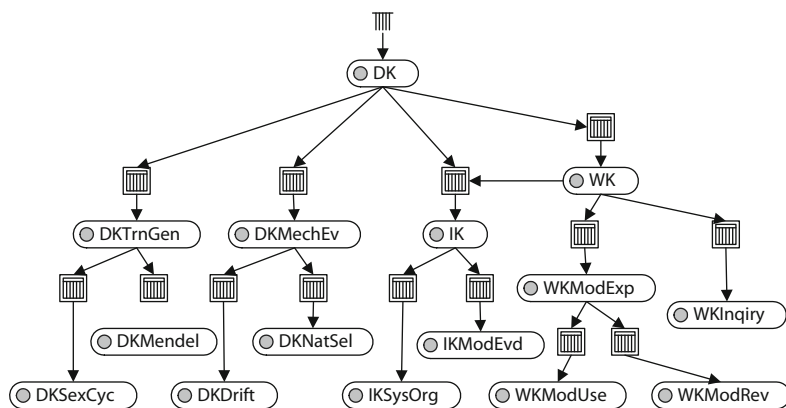 DK
WK
DKTrnGen
DKMechEv
IK
WKModExp
WKInqiry
DKMendel
DKNatSel
IKModEvd
DKSexCyc
DKDrift
IKSysOrg
WKModUse
WKModRev